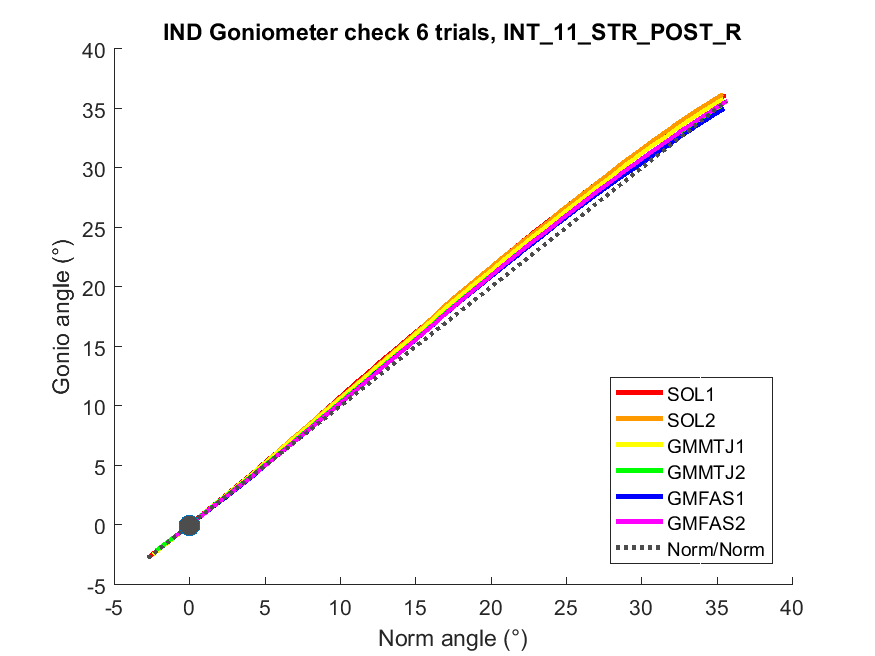 IND Goniometer check 6 trials, INT_11_STR_POST_R
40
35
30
25
20
15
10
5
0
-5
Gonio angle (°)
SOL1
SOL2
GMMTJ1
GMMTJ2
GMFAS1
GMFAS2
Norm/Norm
-5 0 5 10 15 20 25 30 35 40
Norm angle (°)